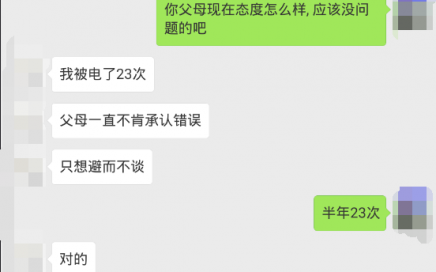 你父母现在态度怎么样, 应该没问
题的吧
我被电了23次
父母一直不肯承认错误
只想避而不谈
半年23次
对的